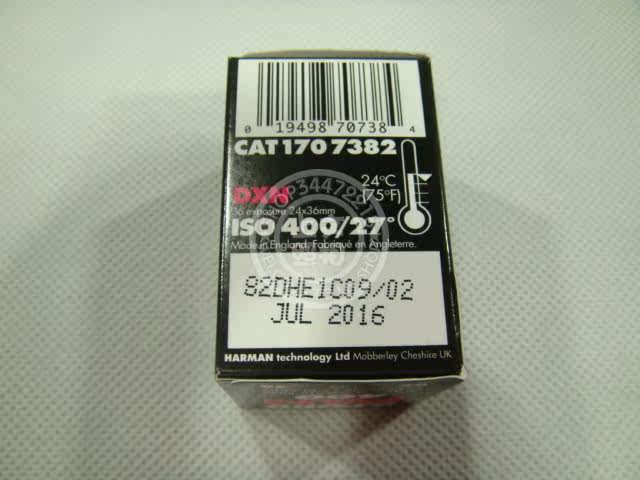 0 19498 70738 4
CAT 170 7382
24°C
(75°F)
DXN
36 exposure 24x36mm
ISO 400/27°
Made in England, Fabriqué en Angleterre.
82DHE1C09/02
JUL 2016
HARMAN technology Ltd Mobberley Cheshire UK